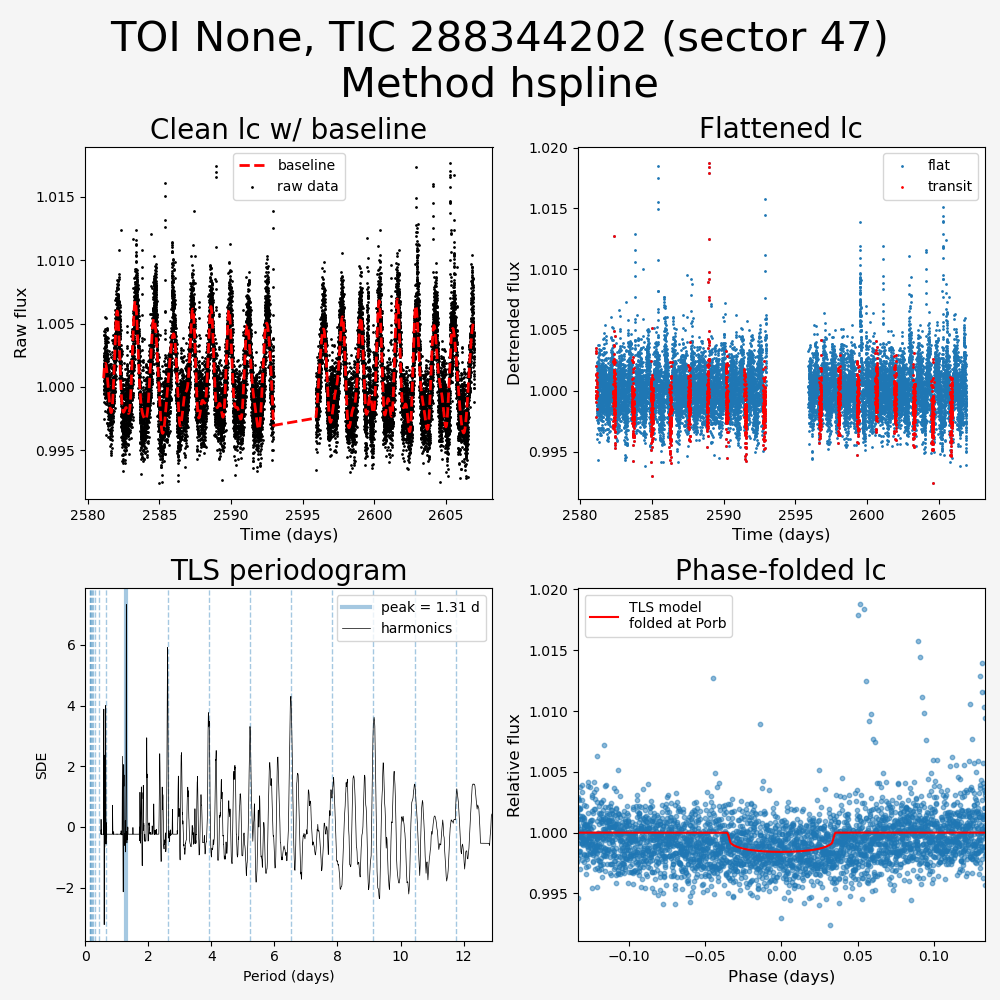 TOI None, TIC 288344202 (sector 47)
Method hspline
Clean lc w/ baseline
baseline
raw data
1.015
1.010
1.005
1.000
0.995
Raw flux
2580
2585
2590
2595
2600
2605
Time (days)
Flattened lc
flat
transit
1.020
1.015
1.010
1.005
1.000
0.995
Detrended flux
2580
2585
2590
2595
2600
2605
Time (days)
TLS periodogram
peak = 1.31 d
harmonics
6
4
2
0
−2
SDE
0
2
4
6
8
10
12
Period (days)
Phase-folded lc
TLS model
folded at Porb
1.020
1.015
1.010
1.005
1.000
0.995
Relative flux
−0.10
−0.05
0.00
0.05
0.10
Phase (days)